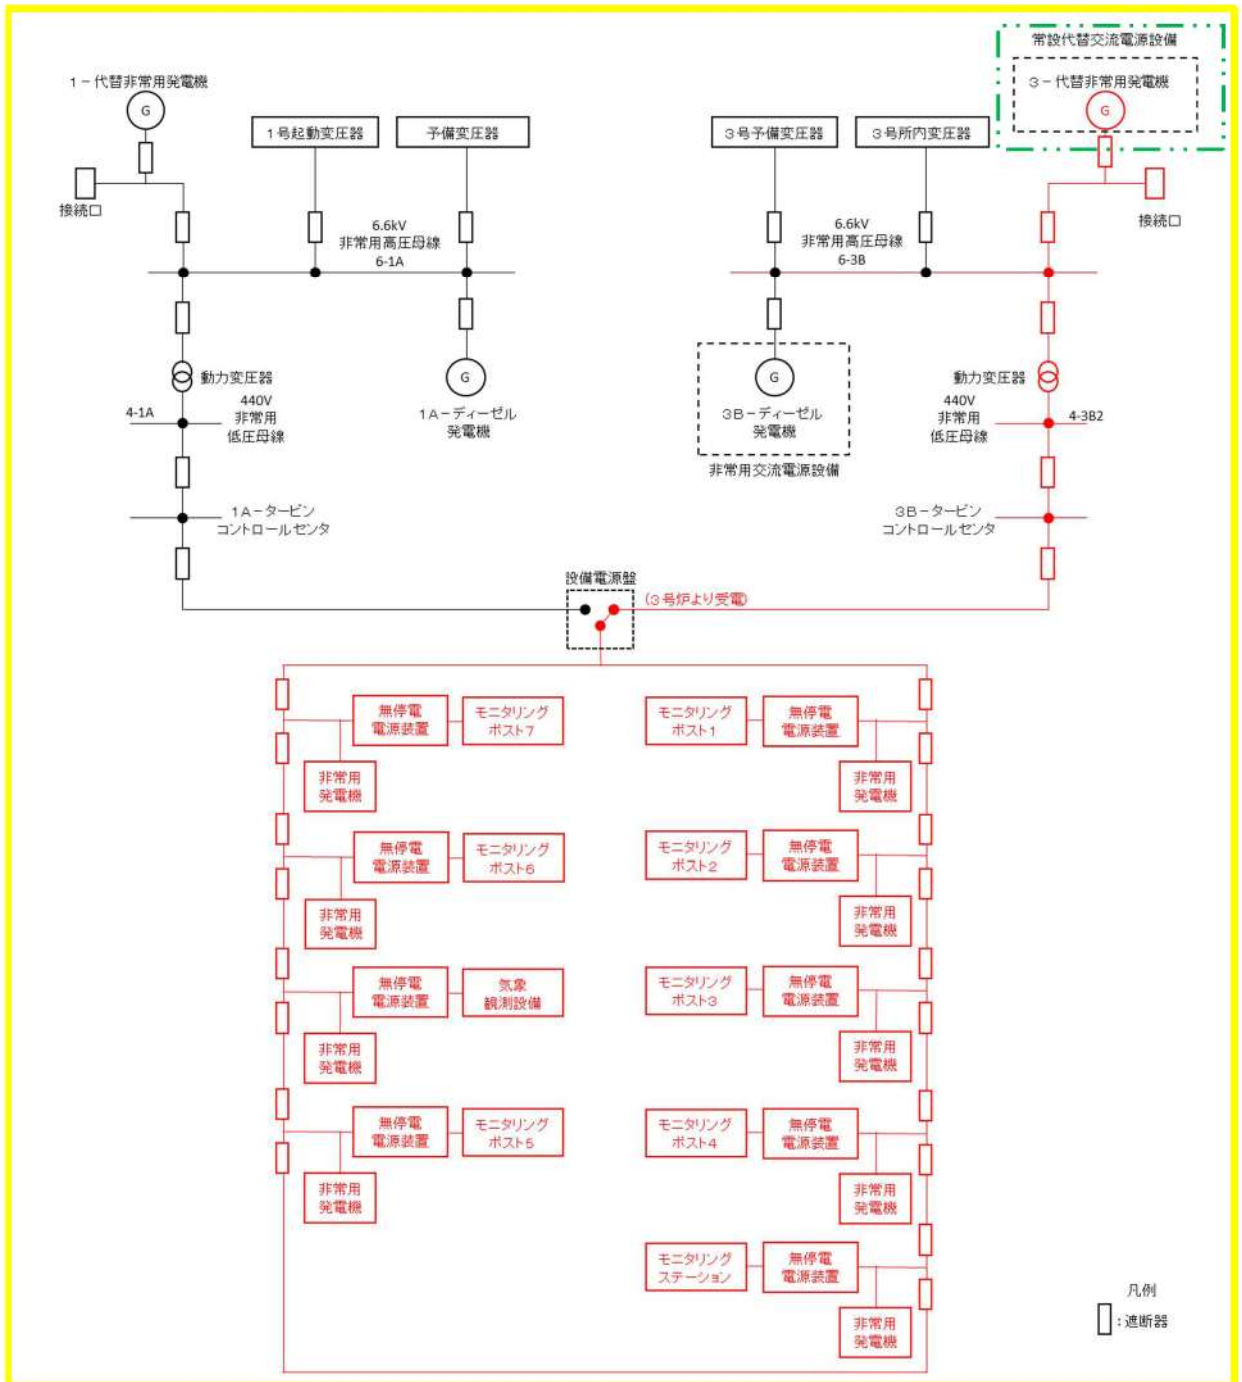 常設代替交流電源設備
1－代替非常用発電機
G
1号起動変圧器
予備変圧器
3号予備変圧器
3号所内変圧器
3－代替非常用発電機
G
接続口
接続口
6.6kV
非常用高圧母線
6-1A
6.6kV
非常用高圧母線
6-3B
動力変圧器
440V
非常用
低圧母線
4-1A
G
1A－ディーゼル
発電機
G
3B－ディーゼル
発電機
非常用交流電源設備
動力変圧器
440V
非常用
低圧母線
4-3B2
1A－タービン
コントロールセンタ
3B－タービン
コントロールセンタ
設備電源盤
(3号炉より受電)
無停電
電源装置
モニタリング
ポスト7
モニタリング
ポスト1
無停電
電源装置
非常用
発電機
非常用
発電機
無停電
電源装置
モニタリング
ポスト6
モニタリング
ポスト2
無停電
電源装置
非常用
発電機
非常用
発電機
無停電
電源装置
気象
観測設備
モニタリング
ポスト3
無停電
電源装置
非常用
発電機
非常用
発電機
無停電
電源装置
モニタリング
ポスト5
モニタリング
ポスト4
無停電
電源装置
非常用
発電機
非常用
発電機
モニタリング
ステーション
無停電
電源装置
非常用
発電機
凡例
：遮断器